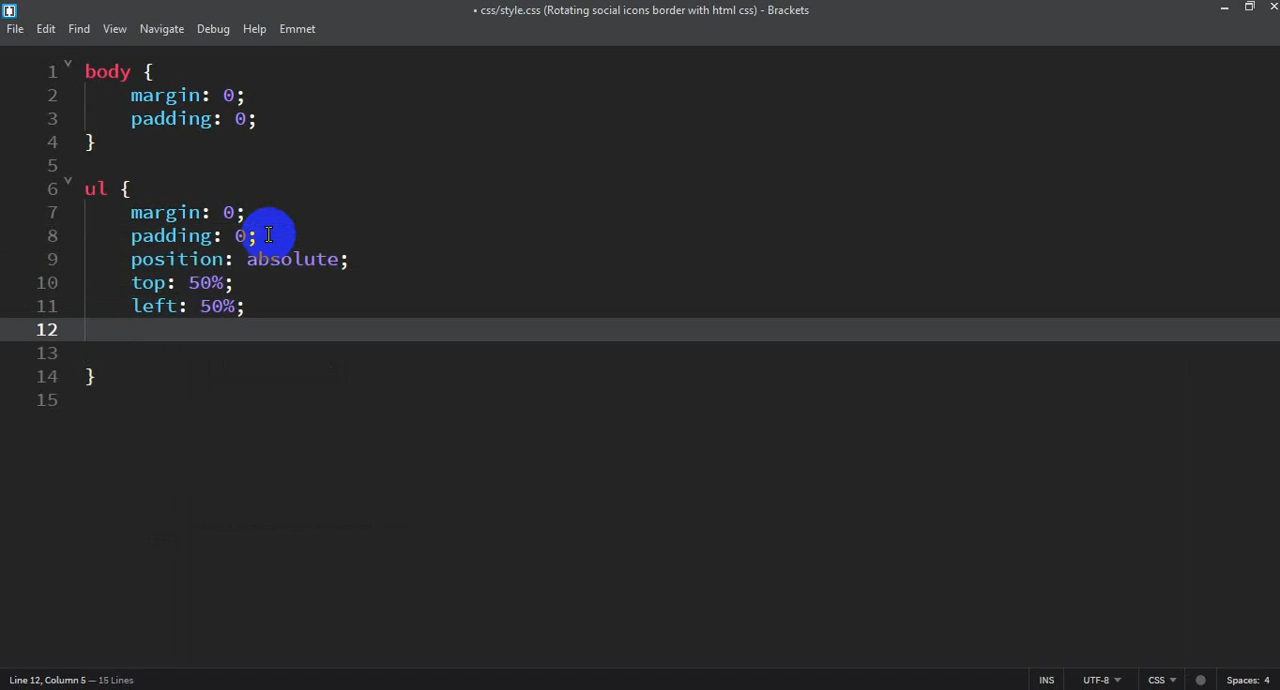 • css/style.css (Rotating social icons border with html css) - Brackets
File Edit Find View Navigate Debug Help Emmet
1 body {
2 margin: 0;
3 padding: 0;
4 }
5
6 ul {
7 margin: 0;
8 padding: 0;
9 position: absolute;
10 top: 50%;
11 left: 50%;
12
13
14 }
15
Line 12, Column 5 — 15 Lines INS UTF-8 CSS Spaces: 4